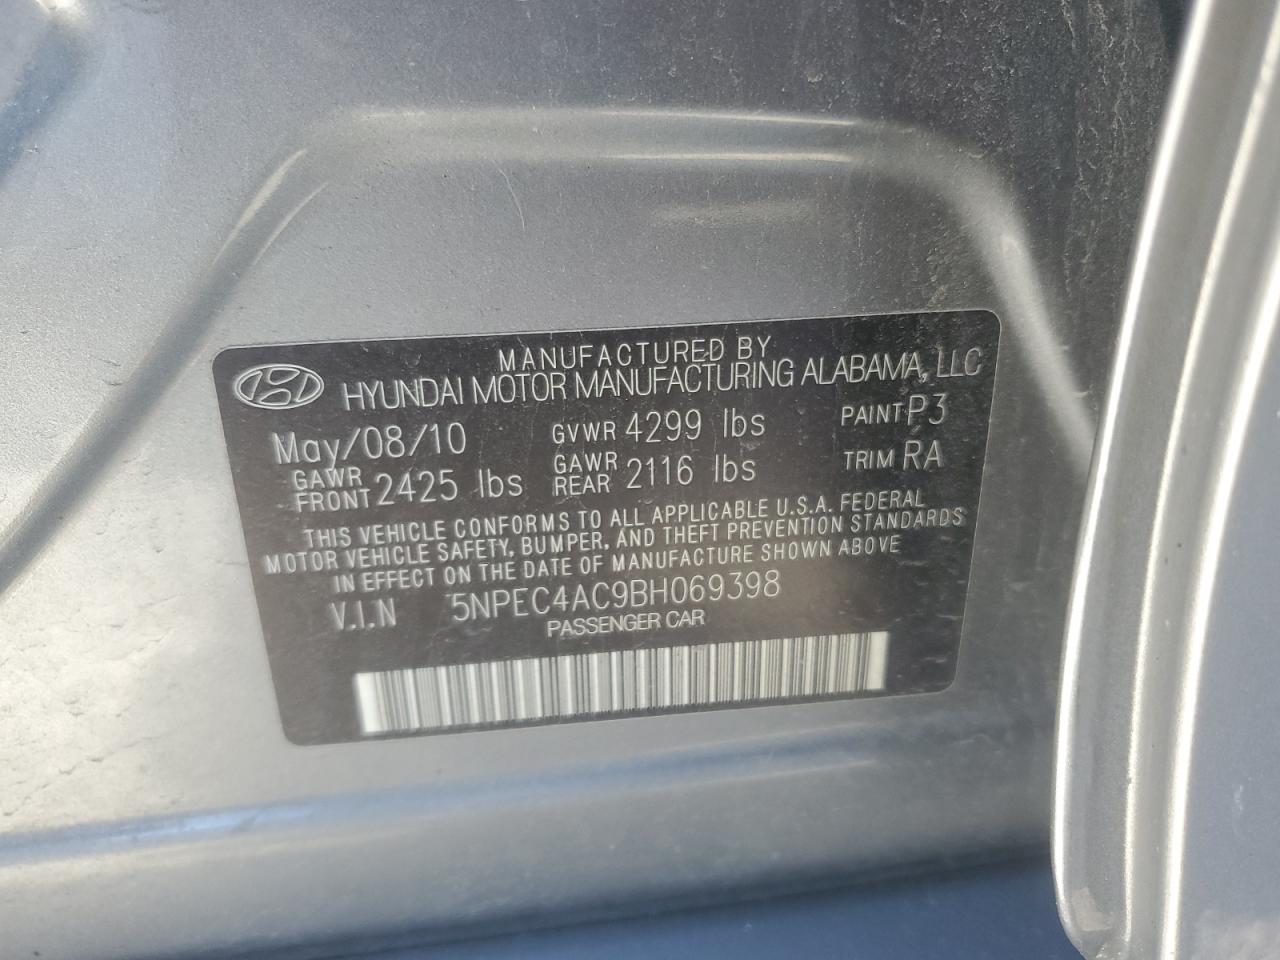 MANUFACTURED BY
HYUNDAI MOTOR MANUFACTURING ALABAMA, LLC
May/08/10 GVWR 4299 lbs PAINT P3
GAWR FRONT 2425 lbs GAWR REAR 2116 lbs TRIM RA
THIS VEHICLE CONFORMS TO ALL APPLICABLE U.S.A. FEDERAL
MOTOR VEHICLE SAFETY, BUMPER, AND THEFT PREVENTION STANDARDS
IN EFFECT ON THE DATE OF MANUFACTURE SHOWN ABOVE
V.I.N 5NPEC4AC9BH069398
PASSENGER CAR